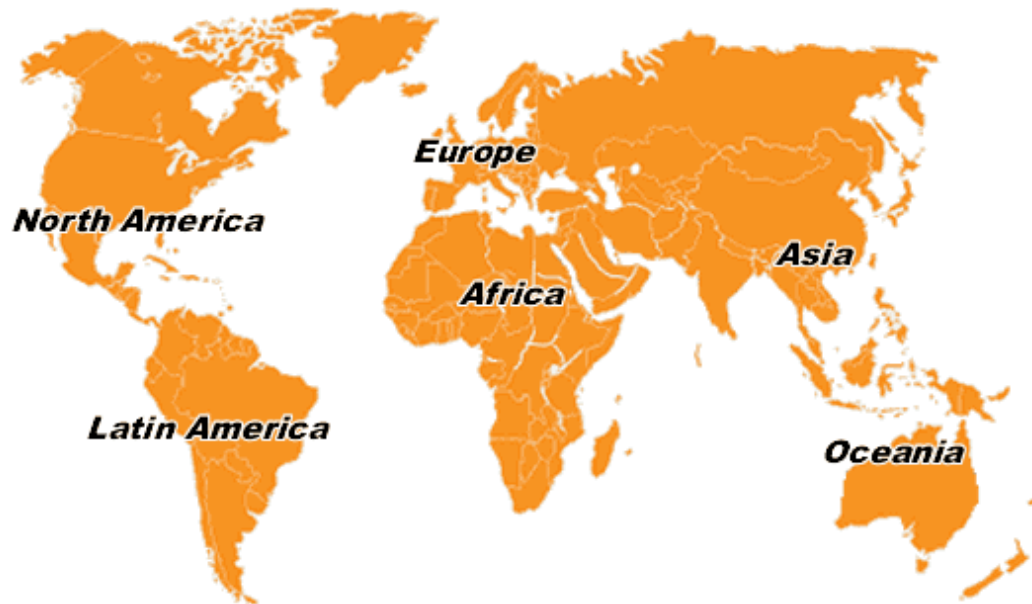 Europe
North America
Asia
Africa
Latin America
Oceania